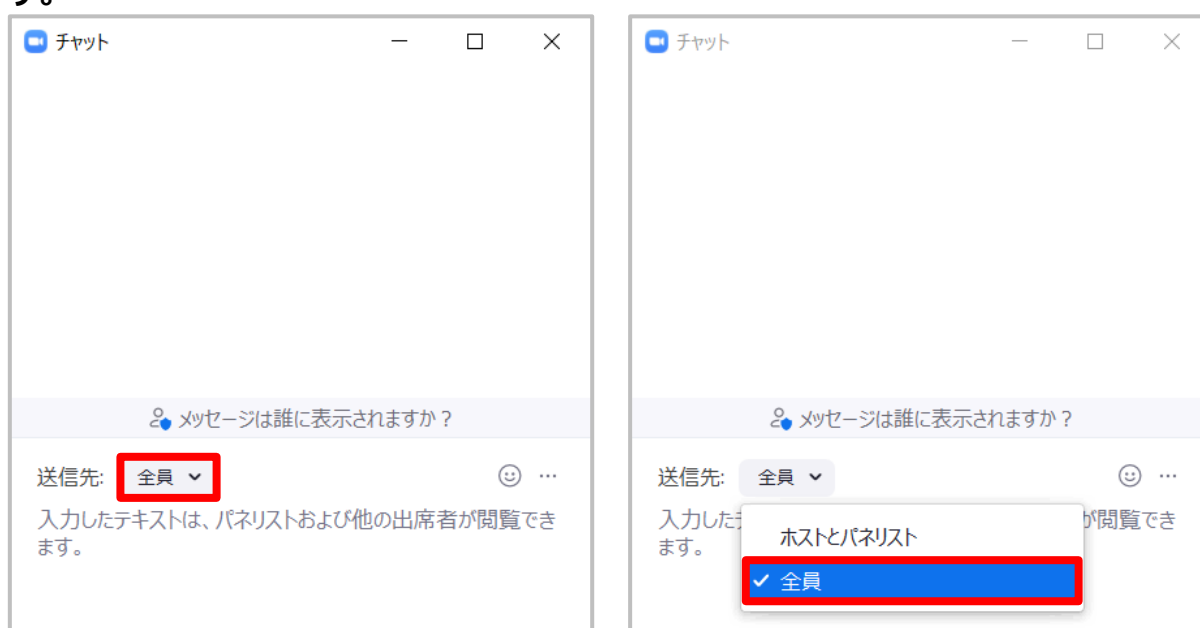 す。
チャット
メッセージは誰に表示されますか？
送信先: 全員
入力したテキストは、パネリストおよび他の出席者が閲覧でき
ます。
チャット
メッセージは誰に表示されますか？
送信先: 全員
入力した
が閲覧でき
ます。
ホストとパネリスト
全員